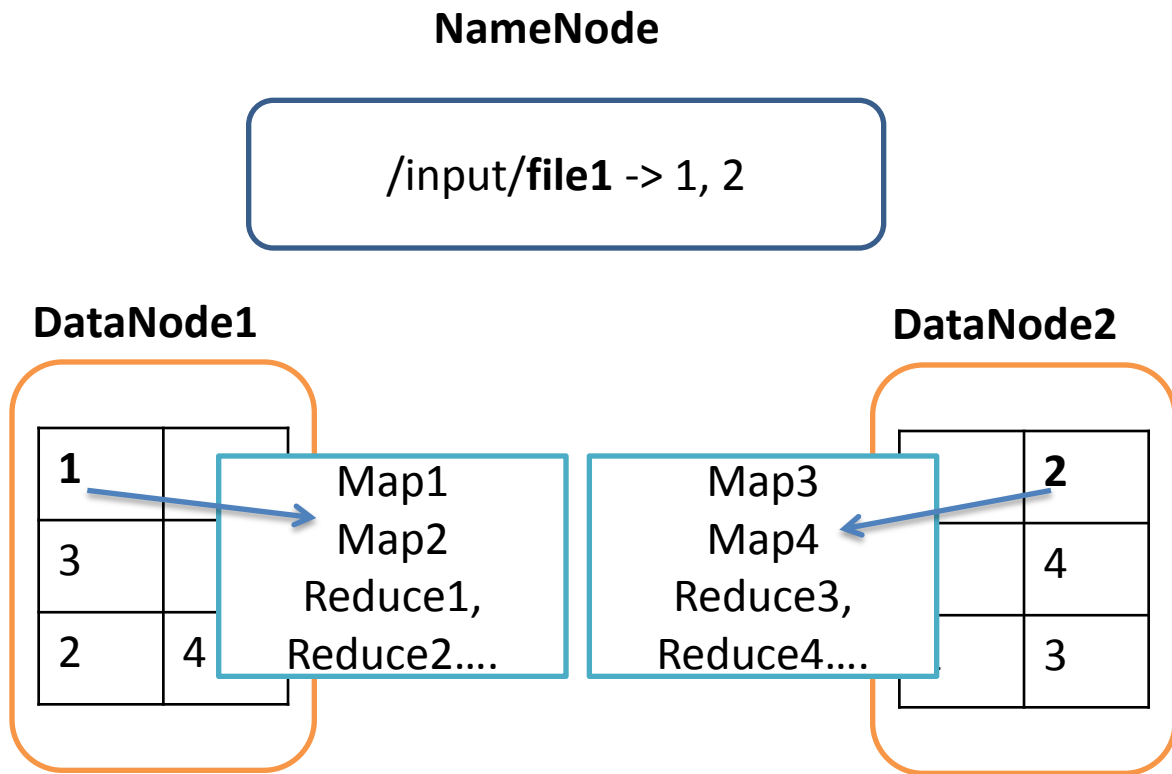 NameNode
/input/file1 -> 1, 2
DataNode1
DataNode2
1
3
2 4
Map1
Map2
Reduce1,
Reduce2....
Map3
Map4
Reduce3,
Reduce4....
2
4
3